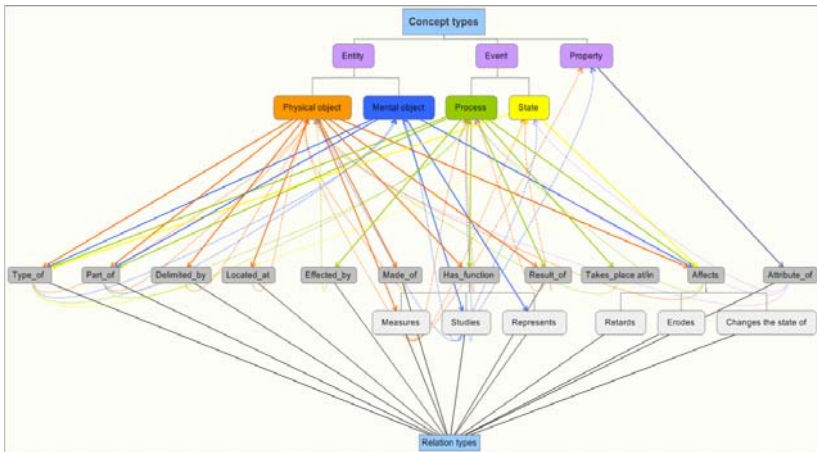 Concept types
Entity
Event
Property
Physical object
Mental object
Process
State
Type_of
Part_of
Delimited_by
Located_at
Effected_by
Made_of
Has_function
Result_of
Takes_place at/in
Affects
Attribute_of
Measures
Studies
Represents
Retards
Erodes
Changes the state of
Relation types